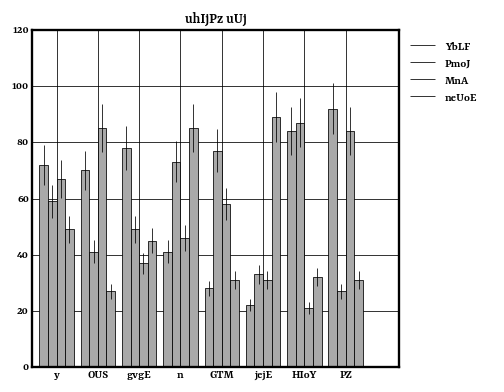 uhIjPz uUj
120
100
80
60
40
20
0
y OUS gvgE n GTM jcjE HIoY PZ
YbLF
PmoJ
MnA
ncUoE